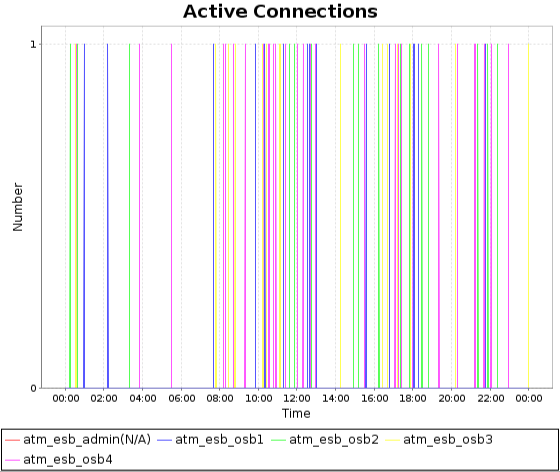 Active Connections
1
Number
0
00:00 02:00 04:00 06:00 08:00 10:00 12:00 14:00 16:00 18:00 20:00 22:00 00:00
Time
atm_esb_admin(N/A) atm_esb_osb1 atm_esb_osb2 atm_esb_osb3
atm_esb_osb4